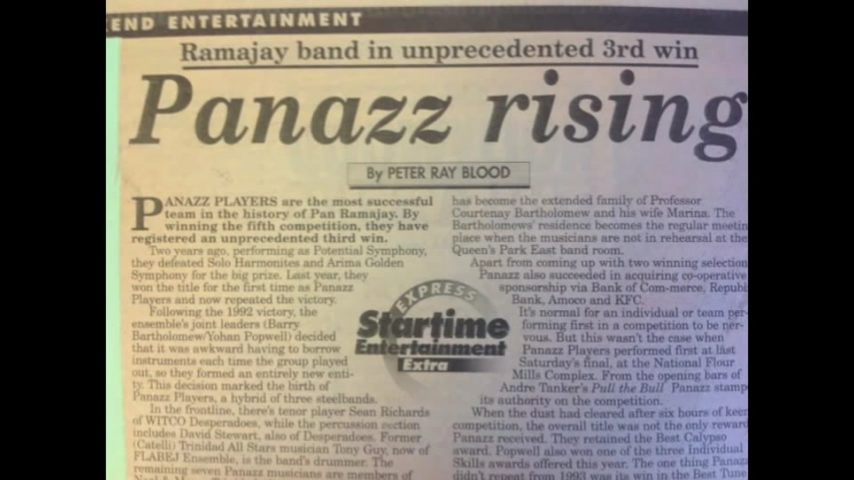 END ENTERTAINMENT
Ramajay band in unprecedented 3rd win
Panazz rising
By PETER RAY BLOOD
PANAZZ PLAYERS are the most successful
team in the history of Pan Ramajay. By
winning the fifth competition, they have
registered an unprecedented third win.
Two years ago, performing as Potential Symphony,
they defeated Solo Harmonites and Arima Golden
Symphony for the big prize. Last year, they
won the title for the first time as Panazz
Players and now repeated the victory.
Following the 1992 victory, the
ensemble's joint leaders (Barry
Bartholomew/Yohan Popwell) decided
that it was awkward having to borrow
instruments each time the group played
out, so they formed an entirely new enti-
ty. This decision marked the birth of
Panazz Players, a hybrid of three steelbands.
In the frontline, there's tenor player Sean Richards
of WITCO Desperadoes, while the percussion section
includes David Stewart, also of Desperadoes. Former
(Catelli) Trinidad All Stars musician Tony Guy, now of
FLABEJ Ensemble, is the band's drummer. The
remaining seven Panazz musicians are members of
EXPRESS
Startime
Entertainment
Extra
has become the extended family of Professor
Courtenay Bartholomew and his wife Marina. The
Bartholomews' residence becomes the regular meetin
place when the musicians are not in rehearsal at the
Queen's Park East band room.
Apart from coming up with two winning selection
Panazz also succeeded in acquiring co-operative
sponsorship via Bank of Com-merce, Republ
Bank, Amoco and KFC.
It's normal for an individual or team per-
forming first in a competition to be ner-
vous. But this wasn't the case when
Panazz Players performed first at last
Saturday's final, at the National Flour
Mills Complex. From the opening bars of
Andre Tanker's Pull the Bull Panazz stamp
its authority on the competition.
When the dust had cleared after six hours of keen
competition, the overall title was not the only reward
Panazz received. They retained the Best Calypso
award. Popwell also won one of the three Individual
Skills awards offered this year. The one thing Panaz
didn't repeat from 1993 was its win in the Best Tune